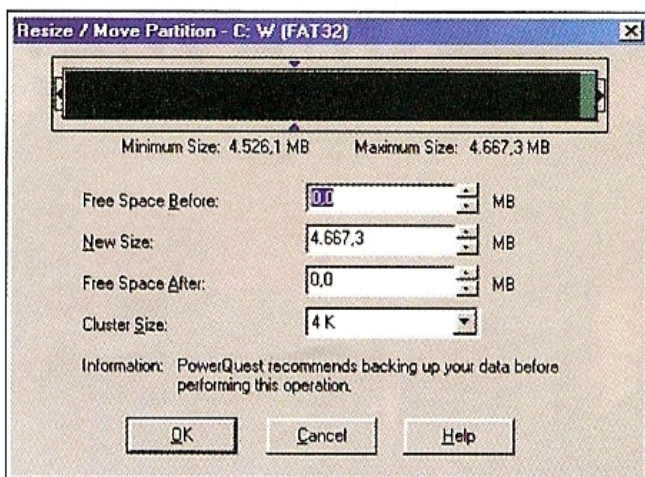 Resize / Move Partition - C: W (FAT32)
Minimum Size: 4.526,1 MB Maximum Size: 4.667,3 MB
Free Space Before: 0,0 MB
New Size: 4.667,3 MB
Free Space After: 0,0 MB
Cluster Size: 4 K
Information: PowerQuest recommends backing up your data before
performing this operation.
OK Cancel Help